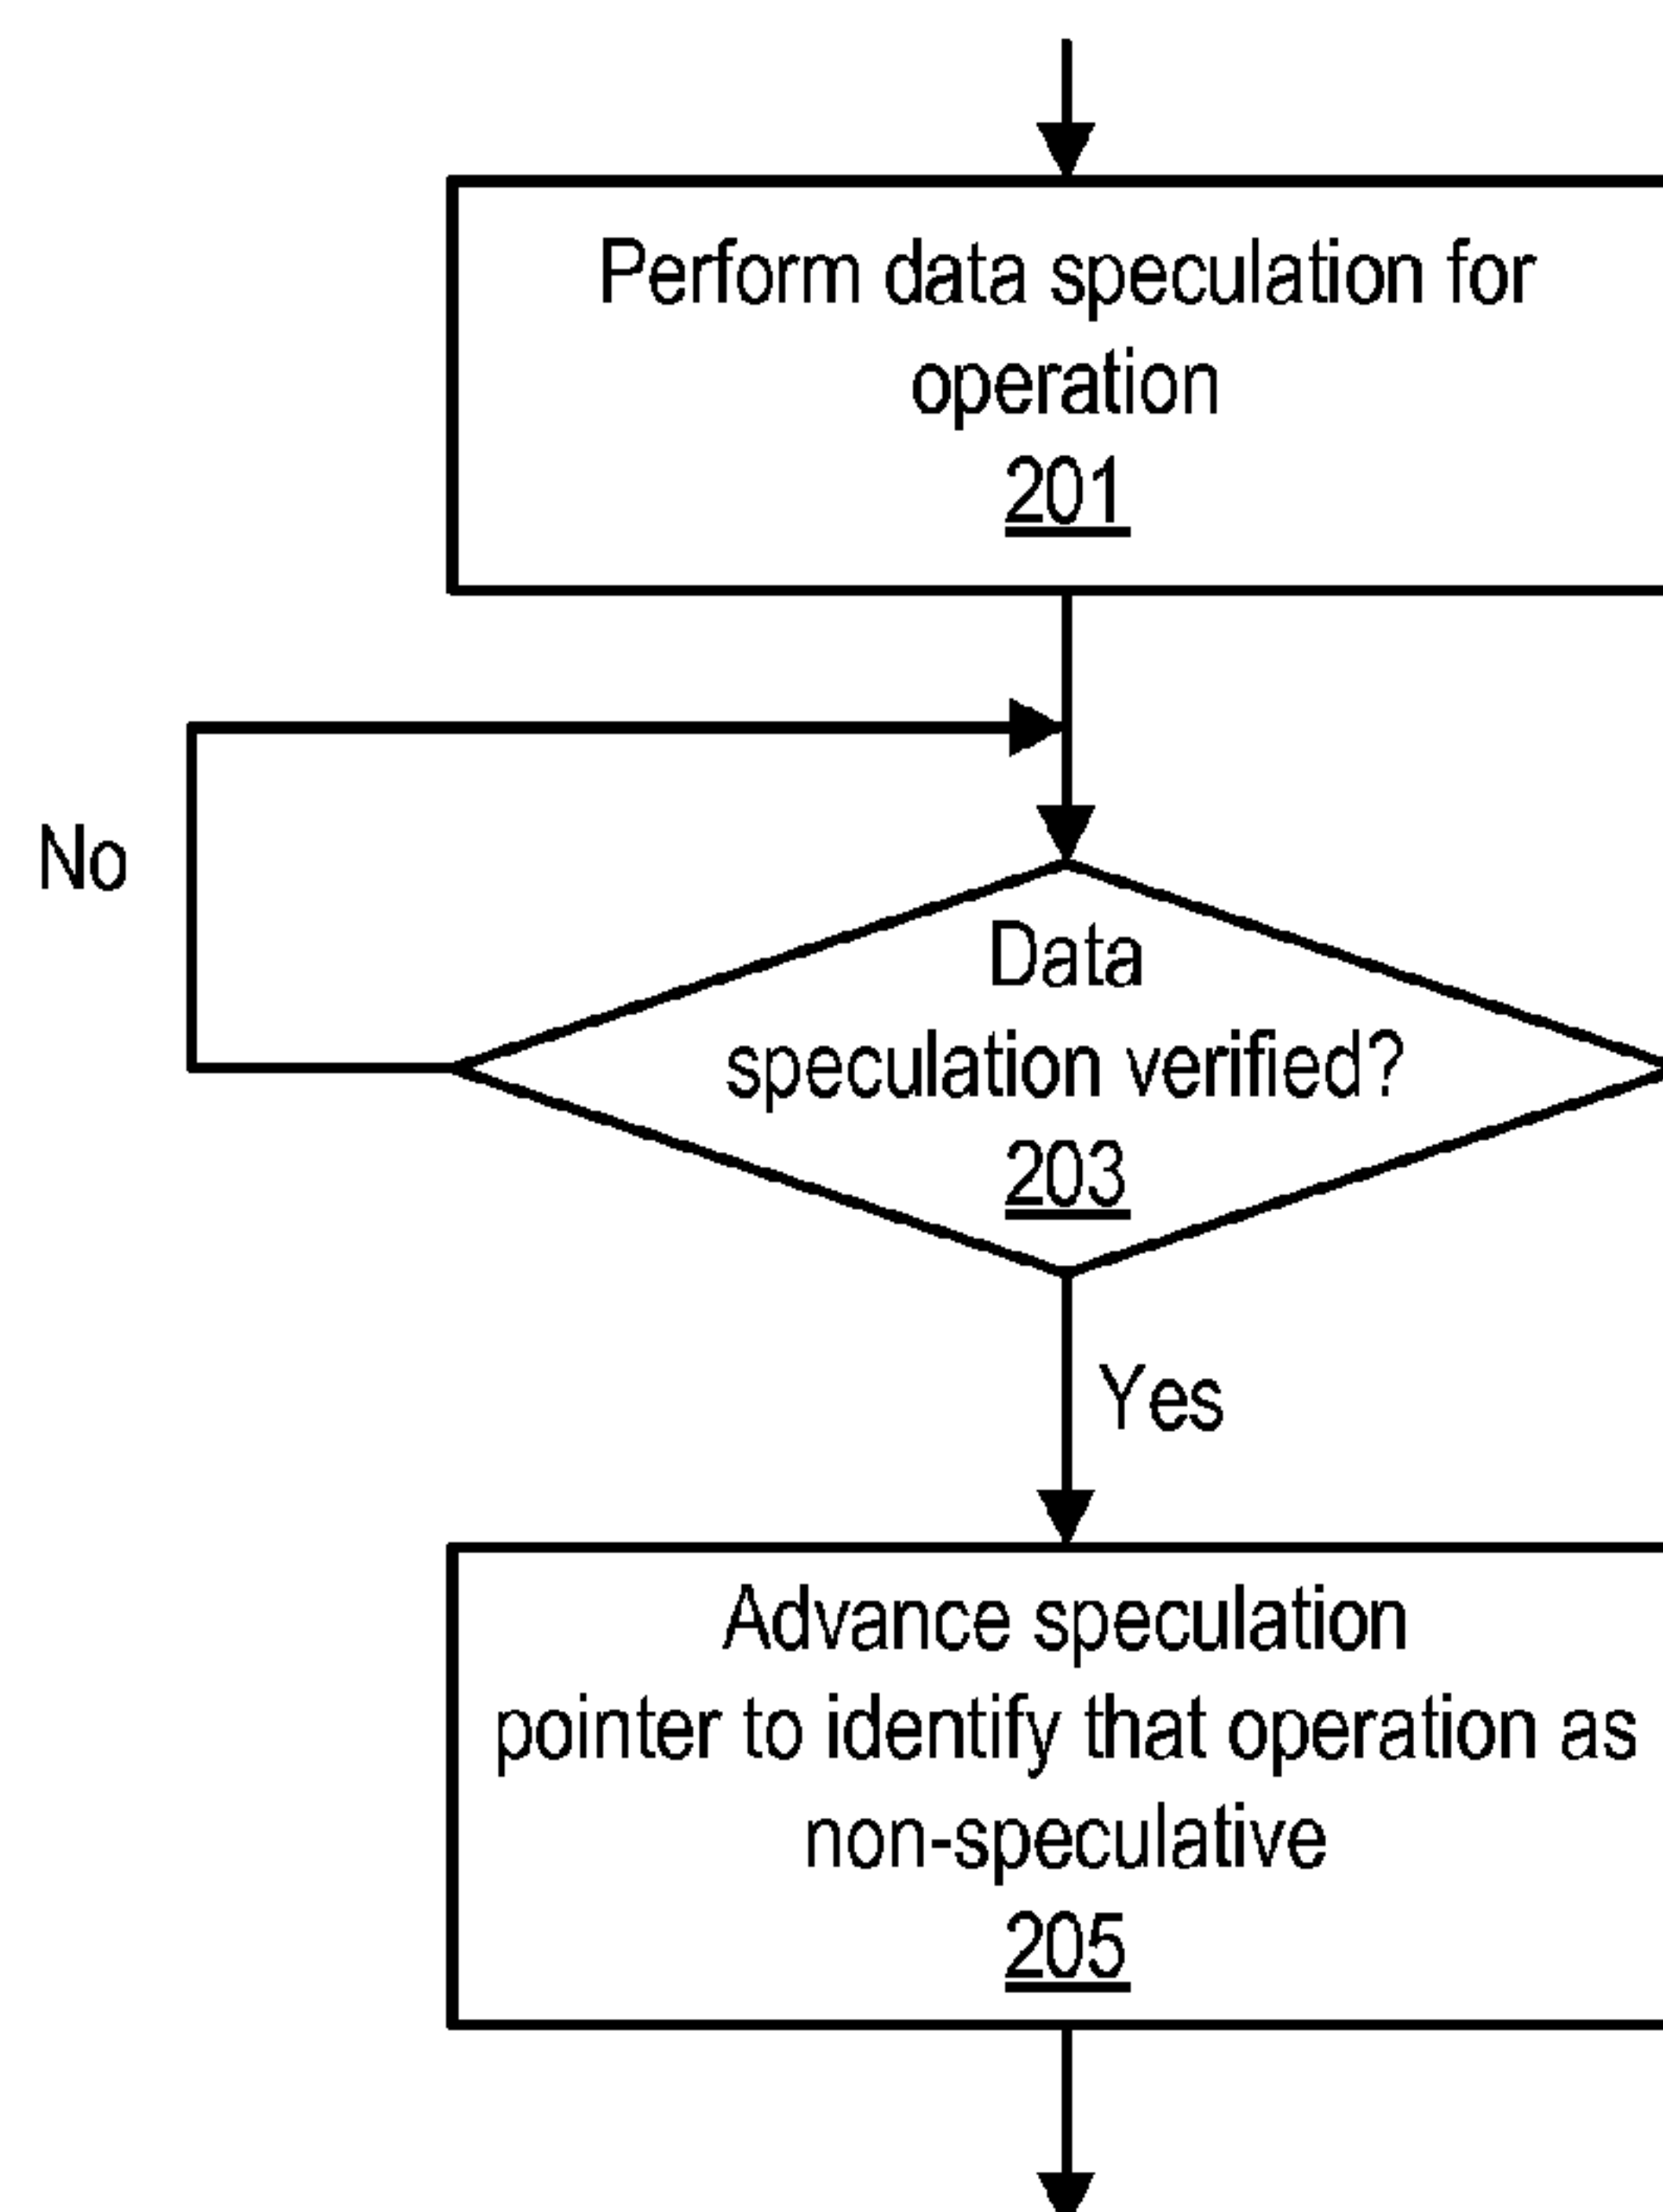 Perform data speculation for
operation
201
No
Data
speculation verified?
203
Yes
Advance speculation
pointer to identify that operation as
non-speculative
205